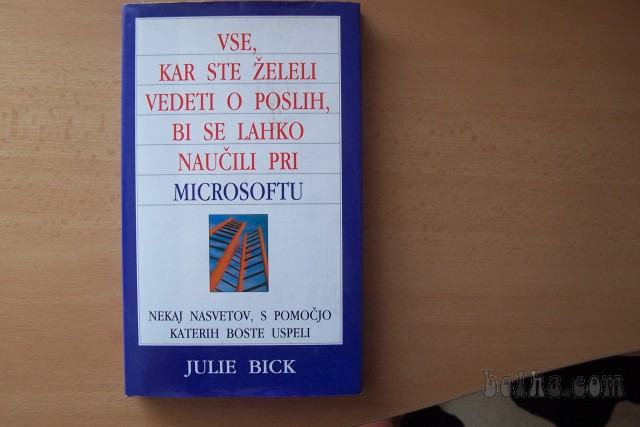 VSE,
KAR STE ŽELELI
VEDETI O POSLIH,
BI SE LAHKO
NAUČILI PRI
MICROSOFTU
NEKAJ NASVETOV, S POMOČJO
KATERIH BOSTE USPELI
JULIE BICK
bolha.com